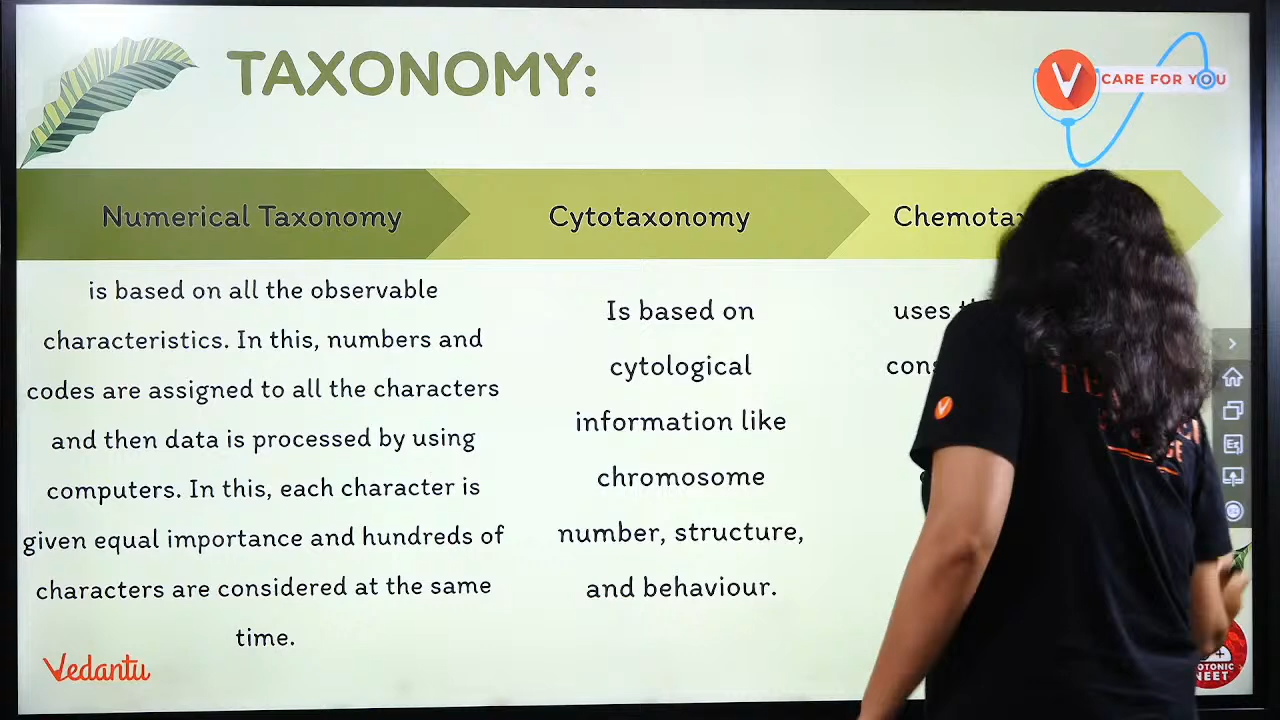 TAXONOMY:
CARE FOR YOU
Numerical Taxonomy
Cytotaxonomy
is based on all the observable
characteristics. In this, numbers and
codes are assigned to all the characters
and then data is processed by using
computers. In this, each character is
given equal importance and hundreds of
characters are considered at the same
time.
Is based on
cytological
information like
chromosome
number, structure,
and behaviour.
uses
Vedantu
NEET